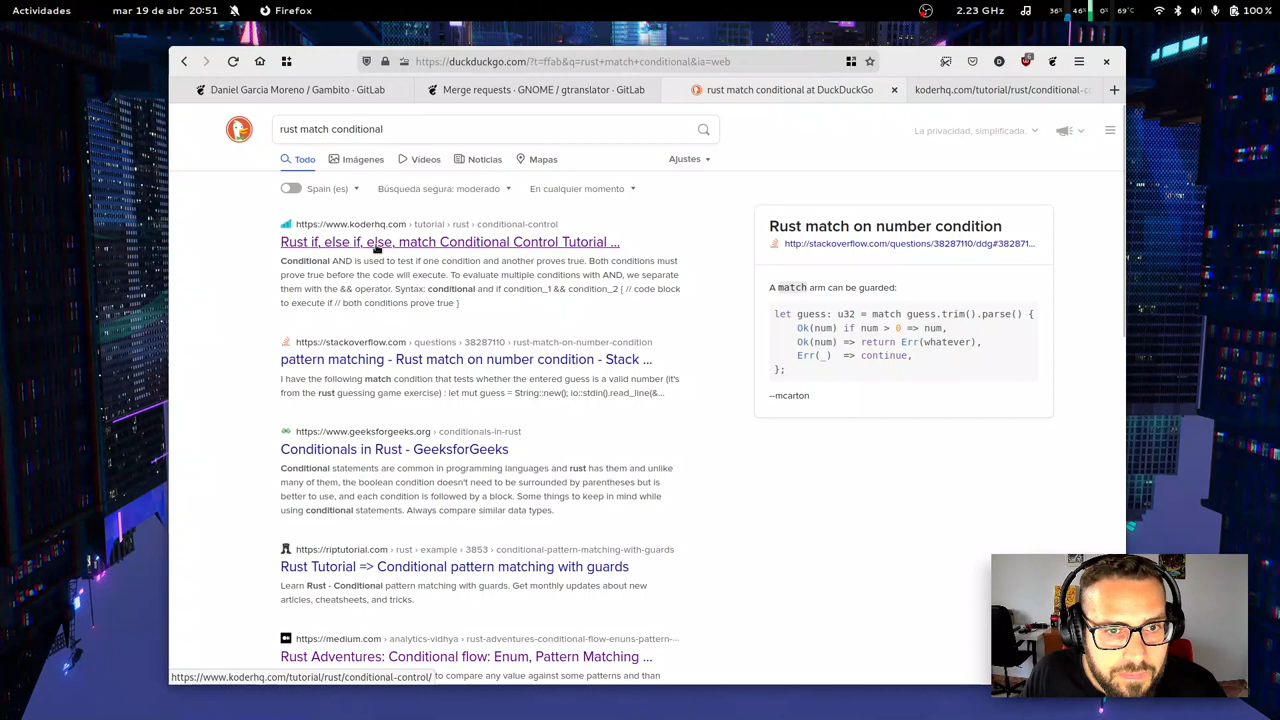 Actividades
mar 19 de abr 20:51
Firefox
2.23 GHz
36%
46%
0%
69°C
100 %
https://duckduckgo.com/?t=ffab&q=rust+match+conditional&ia=web
Daniel Garcia Moreno / Gambito · GitLab
Merge requests · GNOME / gtranslator · GitLab
rust match conditional at DuckDuckGo
koderhq.com/tutorial/rust/conditional-co
rust match conditional
La privacidad, simplificada.
Todo
Imágenes
Vídeos
Noticias
Mapas
Ajustes
Spain (es)
Búsqueda segura: moderado
En cualquier momento
https://www.koderhq.com › tutorial › rust › conditional-control
Rust if, else if, else, match Conditional Control Tutorial ...
Conditional AND is used to test if one condition and another proves true. Both conditions must
prove true before the code will execute. To evaluate multiple conditions with AND, we separate
them with the && operator. Syntax: conditional and if condition_1 && condition_2 { // code block
to execute if // both conditions prove true }
https://stackoverflow.com › questions › 38287110 › rust-match-on-number-condition
pattern matching - Rust match on number condition - Stack ...
I have the following match condition that tests whether the entered guess is a valid number (it's
from the rust guessing game exercise) : let mut guess = String::new(); io::stdin().read_line(&...
https://www.geeksforgeeks.org › conditionals-in-rust
Conditionals in Rust - GeeksforGeeks
Conditional statements are common in programming languages and rust has them and unlike
many of them, the boolean condition doesn't need to be surrounded by parentheses but is
better to use, and each condition is followed by a block. Some things to keep in mind while
using conditional statements. Always compare similar data types.
https://riptutorial.com › rust › example › 3853 › conditional-pattern-matching-with-guards
Rust Tutorial => Conditional pattern matching with guards
Learn Rust - Conditional pattern matching with guards. Get monthly updates about new
articles, cheatsheets, and tricks.
https://medium.com › analytics-vidhya › rust-adventures-conditional-flow-enuns-pattern-...
Rust Adventures: Conditional flow: Enum, Pattern Matching ...
to compare any value against some patterns and than
https://www.koderhq.com/tutorial/rust/conditional-control/
Rust match on number condition
http://stackoverflow.com/questions/38287110/ddg#382871...
A match arm can be guarded:
let guess: u32 = match guess.trim().parse() {
    Ok(num) if num > 0 => num,
    Ok(num) => return Err(whatever),
    Err(_)  => continue,
};
--mcarton